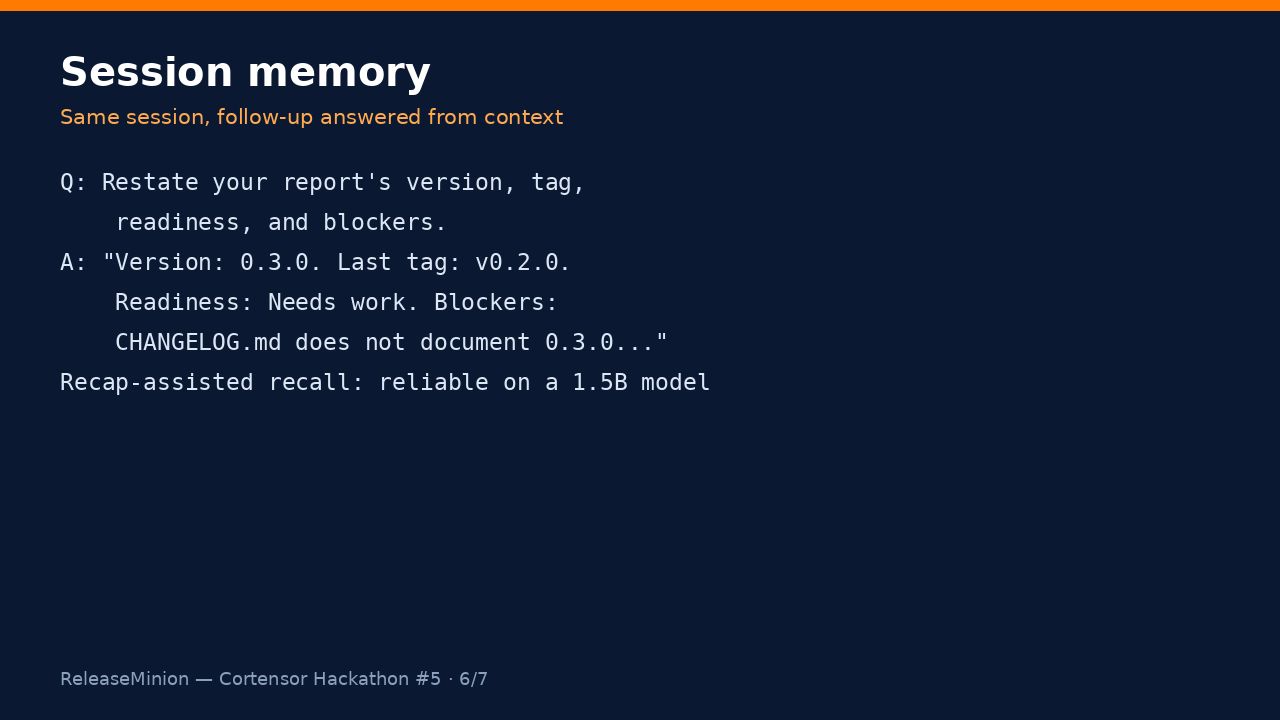 Session memory
Same session, follow-up answered from context
Q: Restate your report's version, tag,
readiness, and blockers.
A: "Version: 0.3.0. Last tag: v0.2.0.
Readiness: Needs work. Blockers:
CHANGELOG.md does not document 0.3.0..."
Recap-assisted recall: reliable on a 1.5B model
ReleaseMinion — Cortensor Hackathon #5 · 6/7